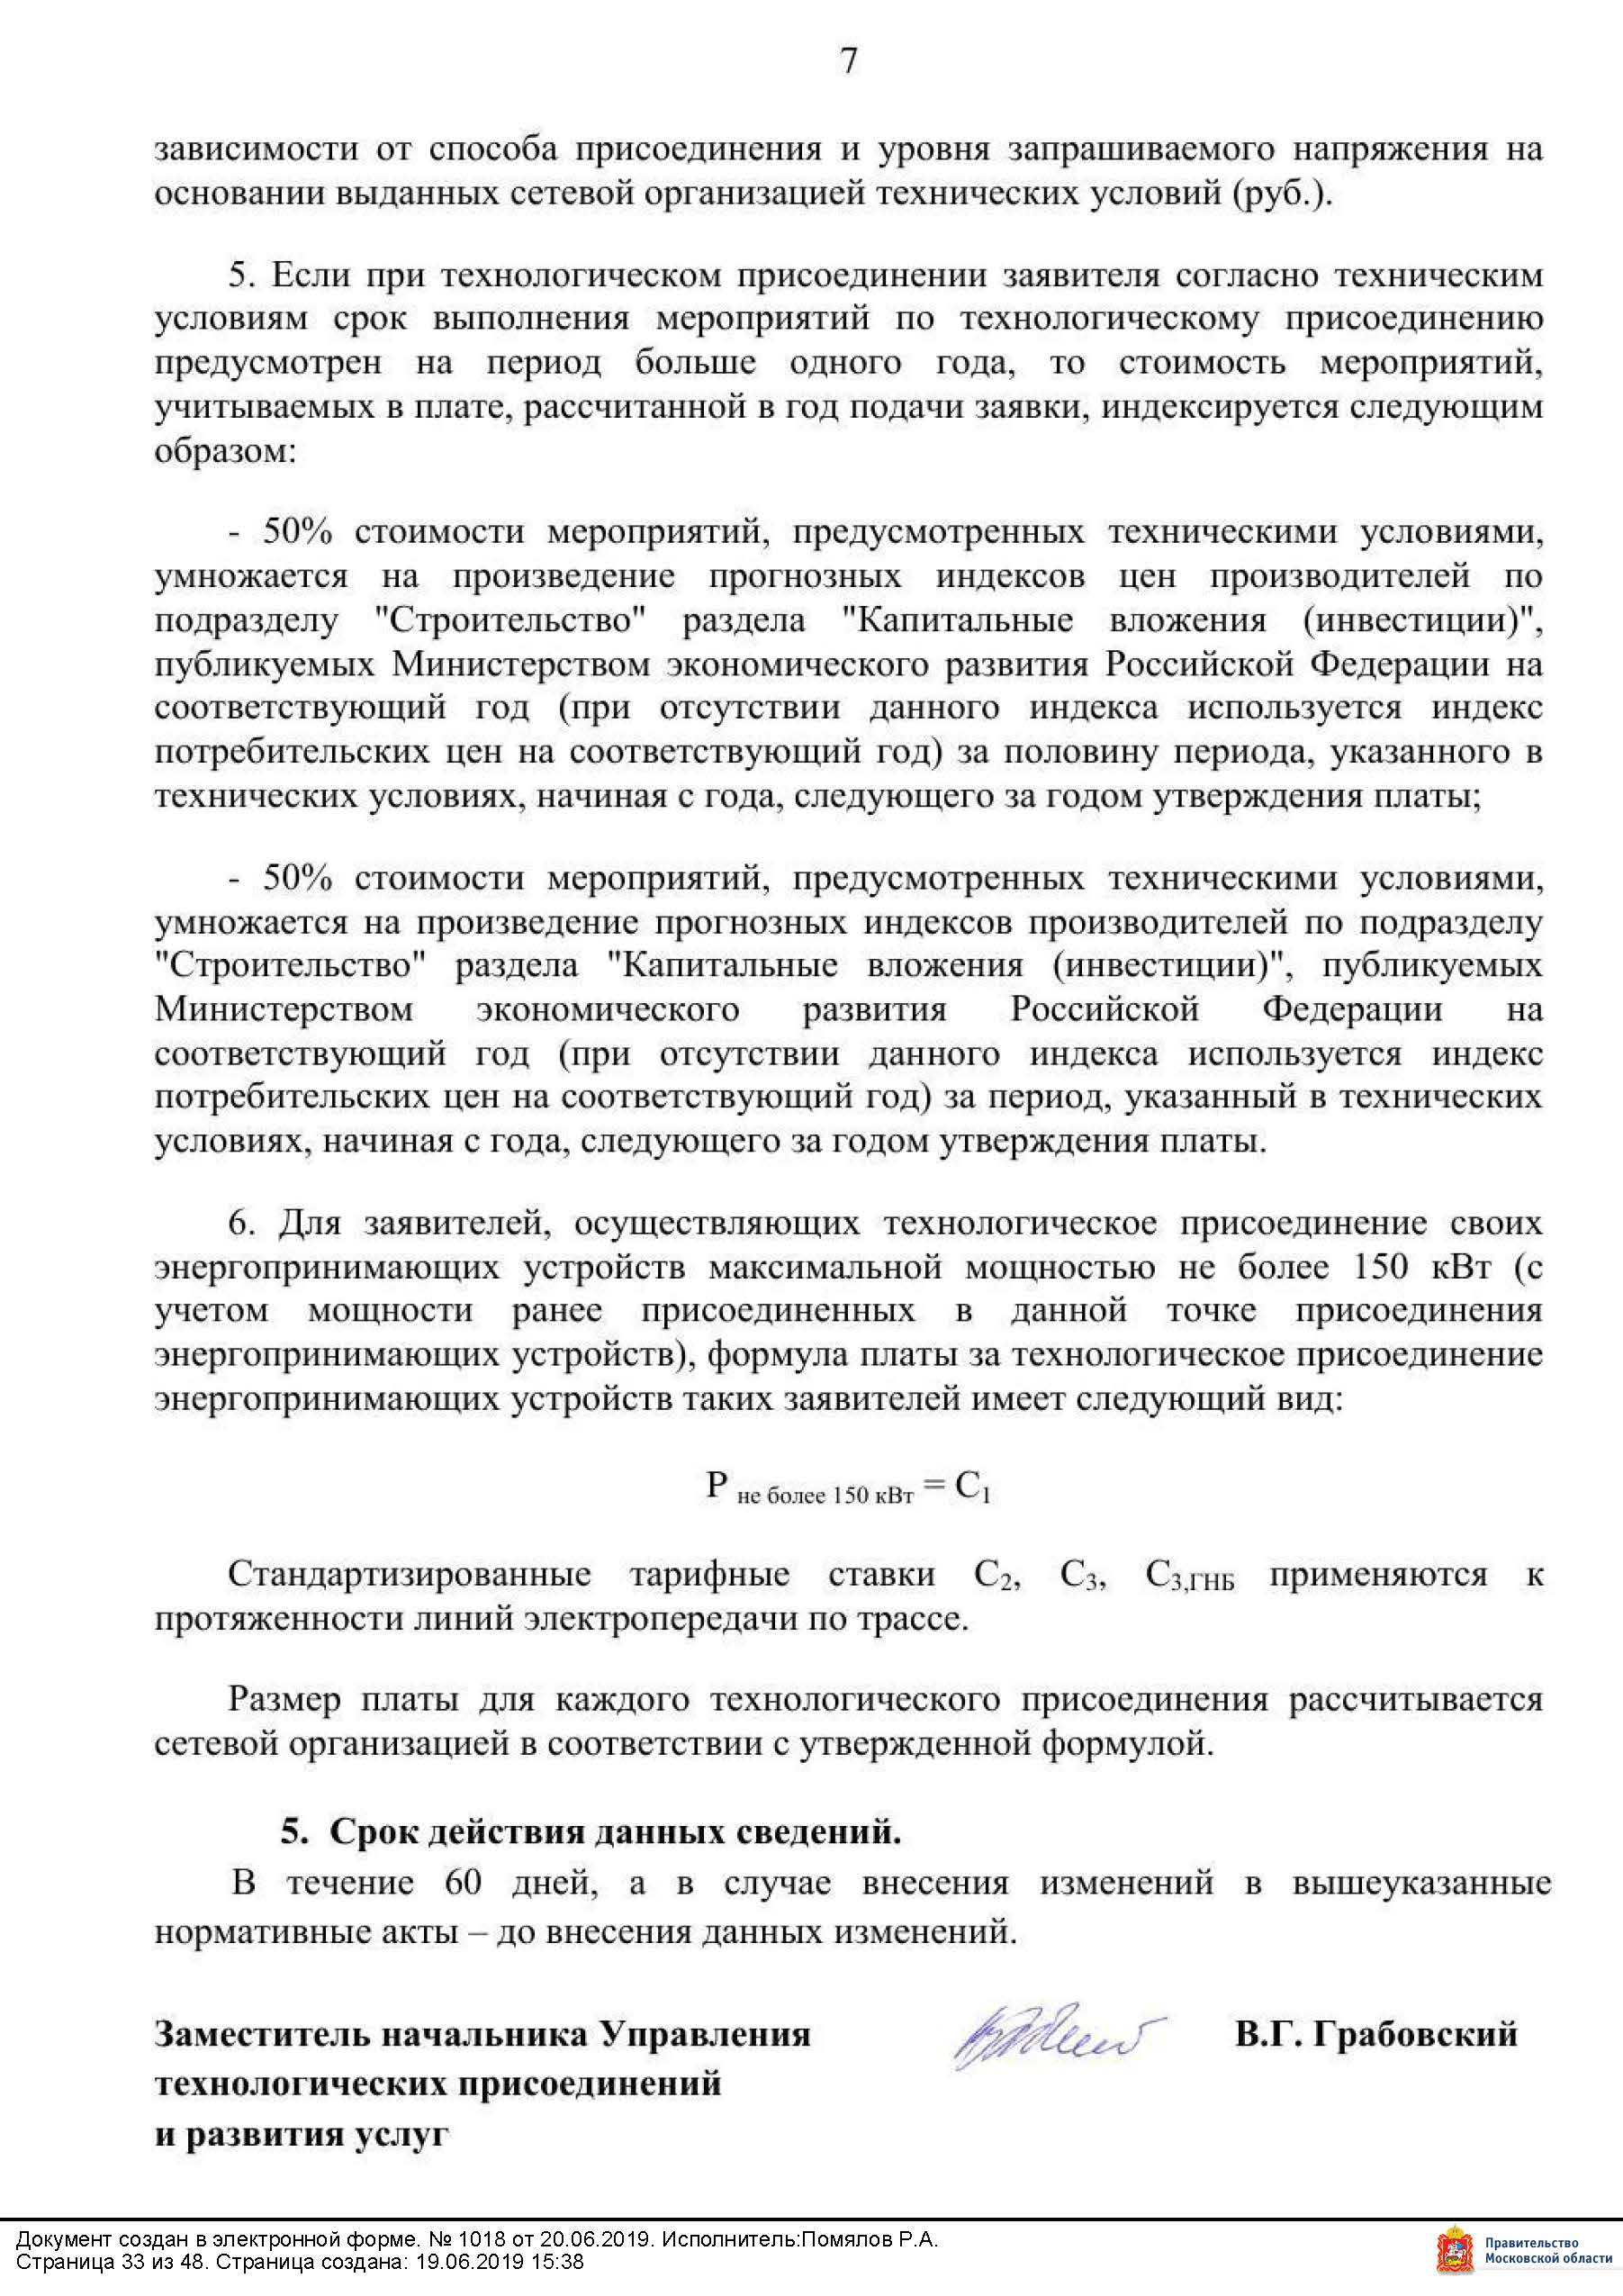 7
зависимости от способа присоединения и уровня запрашиваемого напряжения на
основании выданных сетевой организацией технических условий (руб.).
5. Если при технологическом присоединении заявителя согласно техническим
условиям срок выполнения мероприятий по технологическому присоединению
предусмотрен на период больше одного года, то стоимость мероприятий,
учитываемых в плате, рассчитанной в год подачи заявки, индексируется следующим
образом:
- 50% стоимости мероприятий, предусмотренных техническими условиями,
умножается на произведение прогнозных индексов цен производителей по
подразделу "Строительство" раздела "Капитальные вложения (инвестиции)",
публикуемых Министерством экономического развития Российской Федерации на
соответствующий год (при отсутствии данного индекса используется индекс
потребительских цен на соответствующий год) за половину периода, указанного в
технических условиях, начиная с года, следующего за годом утверждения платы;
- 50% стоимости мероприятий, предусмотренных техническими условиями,
умножается на произведение прогнозных индексов производителей по подразделу
"Строительство" раздела "Капитальные вложения (инвестиции)", публикуемых
Министерством экономического развития Российской Федерации на
соответствующий год (при отсутствии данного индекса используется индекс
потребительских цен на соответствующий год) за период, указанный в технических
условиях, начиная с года, следующего за годом утверждения платы.
6. Для заявителей, осуществляющих технологическое присоединение своих
энергопринимающих устройств максимальной мощностью не более 150 кВт (с
учетом мощности ранее присоединенных в данной точке присоединения
энергопринимающих устройств), формула платы за технологическое присоединение
энергопринимающих устройств таких заявителей имеет следующий вид:
Р не более 150 кВт = С1
Стандартизированные тарифные ставки С2, С3, С3,ГНБ применяются к
протяженности линий электропередачи по трассе.
Размер платы для каждого технологического присоединения рассчитывается
сетевой организацией в соответствии с утвержденной формулой.
5. Срок действия данных сведений.
В течение 60 дней, а в случае внесения изменений в вышеуказанные
нормативные акты – до внесения данных изменений.
Заместитель начальника Управления В.Г. Грабовский
технологических присоединений
и развития услуг
Документ создан в электронной форме. № 1018 от 20.06.2019. Исполнитель:Помялов Р.А.
Страница 33 из 48. Страница создана: 19.06.2019 15:38
Правительство
Московской области